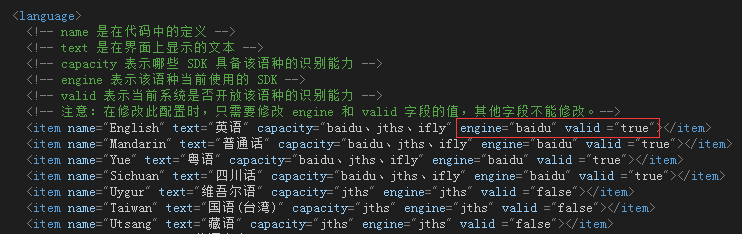 <language>
<!-- name 是在代码中的定义 -->
<!-- text 是在界面上显示的文本 -->
<!-- capacity 表示哪些 SDK 具备该语种的识别能力 -->
<!-- engine 表示该语种当前使用的 SDK -->
<!-- valid 表示当前系统是否开放该语种的识别能力 -->
<!-- 注意: 在修改此配置时，只需要修改 engine 和 valid 字段的值，其他字段不能修改。-->
<item name="English" text="英语" capacity="baidu、jths、ifly" engine="baidu" valid ="true"></item>
<item name="Mandarin" text="普通话" capacity="baidu、jths、ifly" engine="baidu" valid ="true"></item>
<item name="Yue" text="粤语" capacity="baidu、jths、ifly" engine="baidu" valid ="true"></item>
<item name="Sichuan" text="四川话" capacity="baidu、jths、ifly" engine="baidu" valid ="true"></item>
<item name="Uygur" text="维吾尔语" capacity="jths" engine="jths" valid ="false"></item>
<item name="Taiwan" text="国语(台湾)" capacity="jths" engine="jths" valid ="false"></item>
<item name="Utsang" text="藏语" capacity="jths" engine="jths" valid ="false"></item>